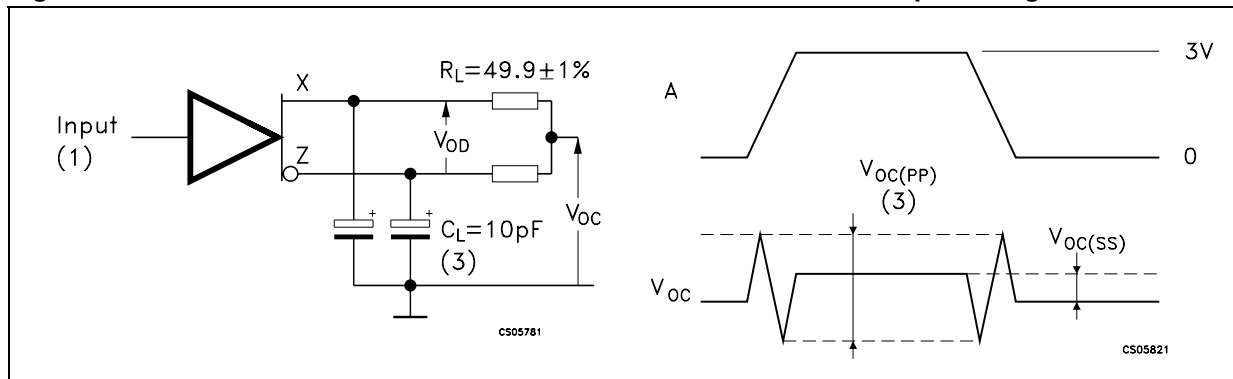 R_L=49.9±1%
X
Input
(1)
V_OD
Z
V_OC
+
+
C_L=10pF
(3)
CS05781
3V
A
0
V_OC(PP)
(3)
V_OC(SS)
V_OC
CS05821